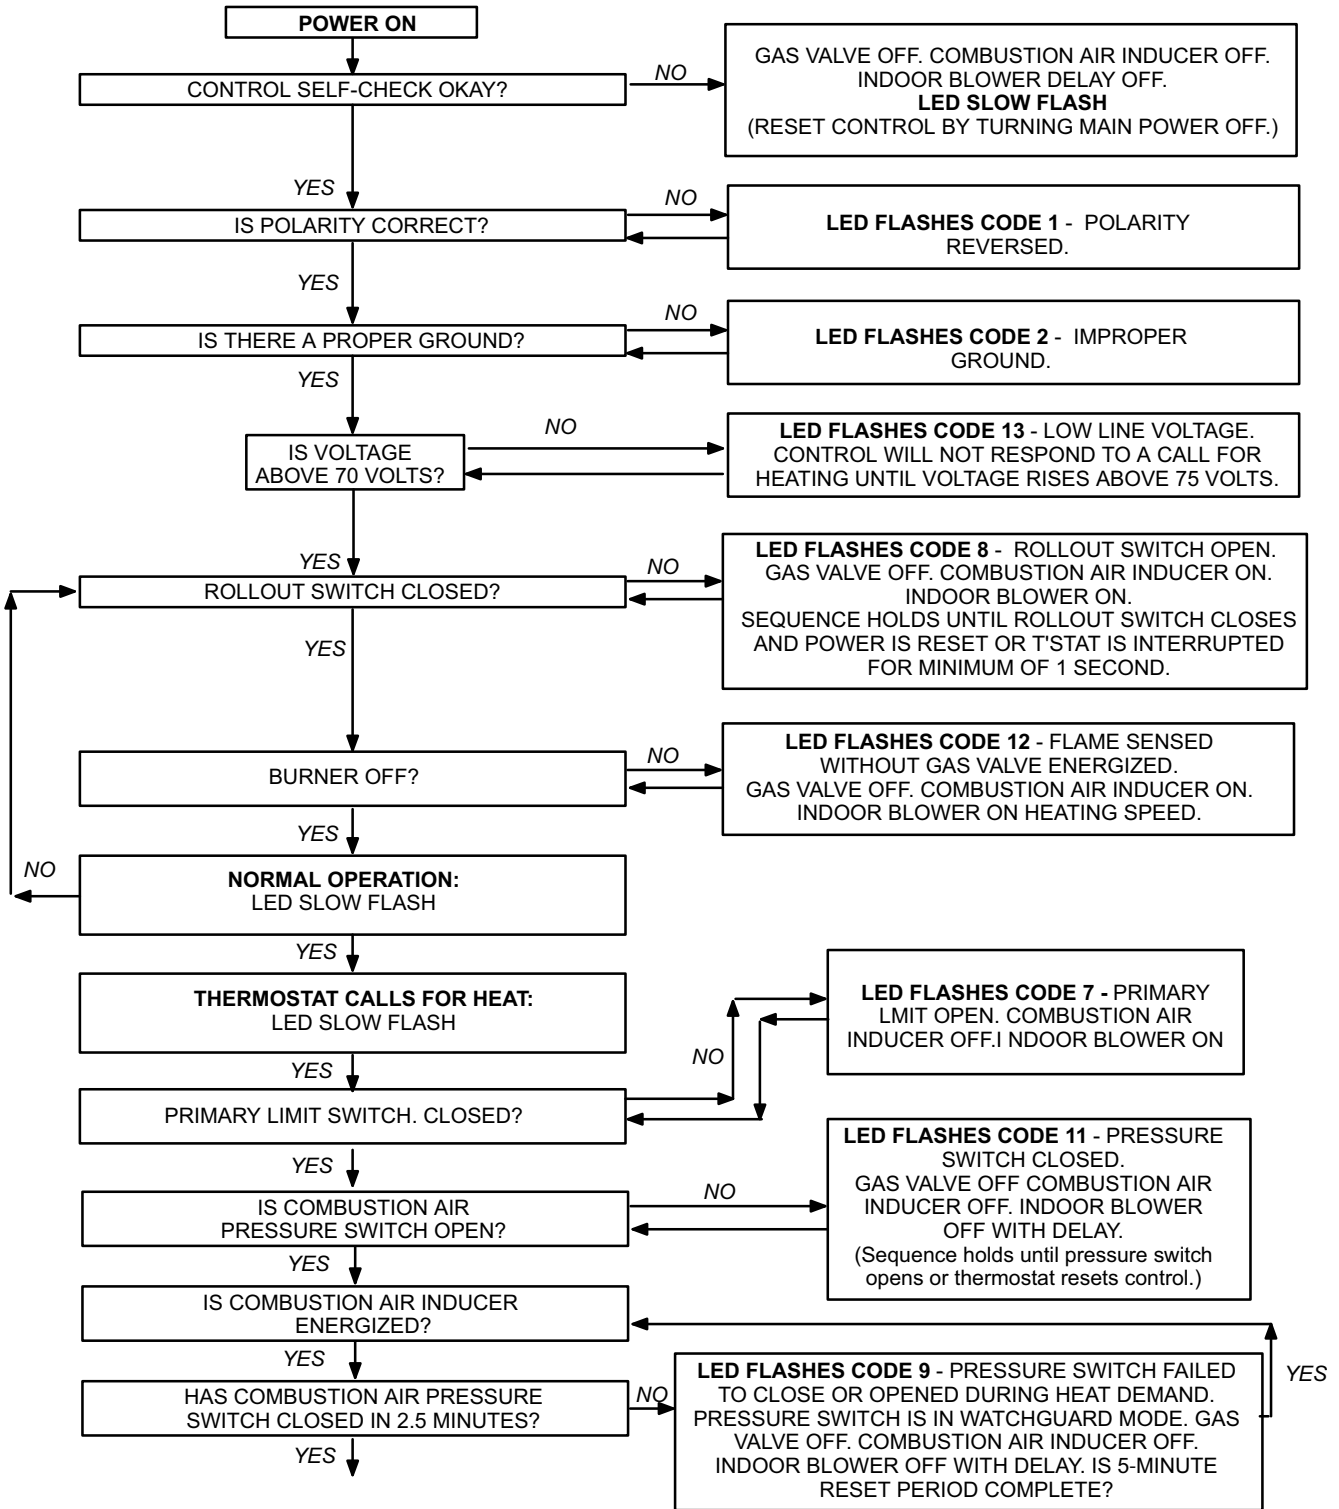 POWER ON
CONTROL SELF-CHECK OKAY?
NO
GAS VALVE OFF. COMBUSTION AIR INDUCER OFF.
INDOOR BLOWER DELAY OFF.
LED SLOW FLASH
(RESET CONTROL BY TURNING MAIN POWER OFF.)
YES
IS POLARITY CORRECT?
NO
LED FLASHES CODE 1 - POLARITY
REVERSED.
YES
IS THERE A PROPER GROUND?
NO
LED FLASHES CODE 2 - IMPROPER
GROUND.
YES
IS VOLTAGE
ABOVE 70 VOLTS?
NO
LED FLASHES CODE 13 - LOW LINE VOLTAGE.
CONTROL WILL NOT RESPOND TO A CALL FOR
HEATING UNTIL VOLTAGE RISES ABOVE 75 VOLTS.
YES
ROLLOUT SWITCH CLOSED?
NO
LED FLASHES CODE 8 - ROLLOUT SWITCH OPEN.
GAS VALVE OFF. COMBUSTION AIR INDUCER ON.
INDOOR BLOWER ON.
SEQUENCE HOLDS UNTIL ROLLOUT SWITCH CLOSES
AND POWER IS RESET OR T'STAT IS INTERRUPTED
FOR MINIMUM OF 1 SECOND.
YES
BURNER OFF?
NO
LED FLASHES CODE 12 - FLAME SENSED
WITHOUT GAS VALVE ENERGIZED.
GAS VALVE OFF. COMBUSTION AIR INDUCER ON.
INDOOR BLOWER ON HEATING SPEED.
YES
NO
NORMAL OPERATION:
LED SLOW FLASH
YES
THERMOSTAT CALLS FOR HEAT:
LED SLOW FLASH
NO
LED FLASHES CODE 7 - PRIMARY
LMIT OPEN. COMBUSTION AIR
INDUCER OFF.I NDOOR BLOWER ON
YES
PRIMARY LIMIT SWITCH. CLOSED?
YES
IS COMBUSTION AIR
PRESSURE SWITCH OPEN?
NO
LED FLASHES CODE 11 - PRESSURE
SWITCH CLOSED.
GAS VALVE OFF COMBUSTION AIR
INDUCER OFF. INDOOR BLOWER
OFF WITH DELAY.
(Sequence holds until pressure switch
opens or thermostat resets control.)
YES
IS COMBUSTION AIR INDUCER
ENERGIZED?
YES
HAS COMBUSTION AIR PRESSURE
SWITCH CLOSED IN 2.5 MINUTES?
NO
LED FLASHES CODE 9 - PRESSURE SWITCH FAILED
TO CLOSE OR OPENED DURING HEAT DEMAND.
PRESSURE SWITCH IS IN WATCHGUARD MODE. GAS
VALVE OFF. COMBUSTION AIR INDUCER OFF.
INDOOR BLOWER OFF WITH DELAY. IS 5-MINUTE
RESET PERIOD COMPLETE?
YES
YES